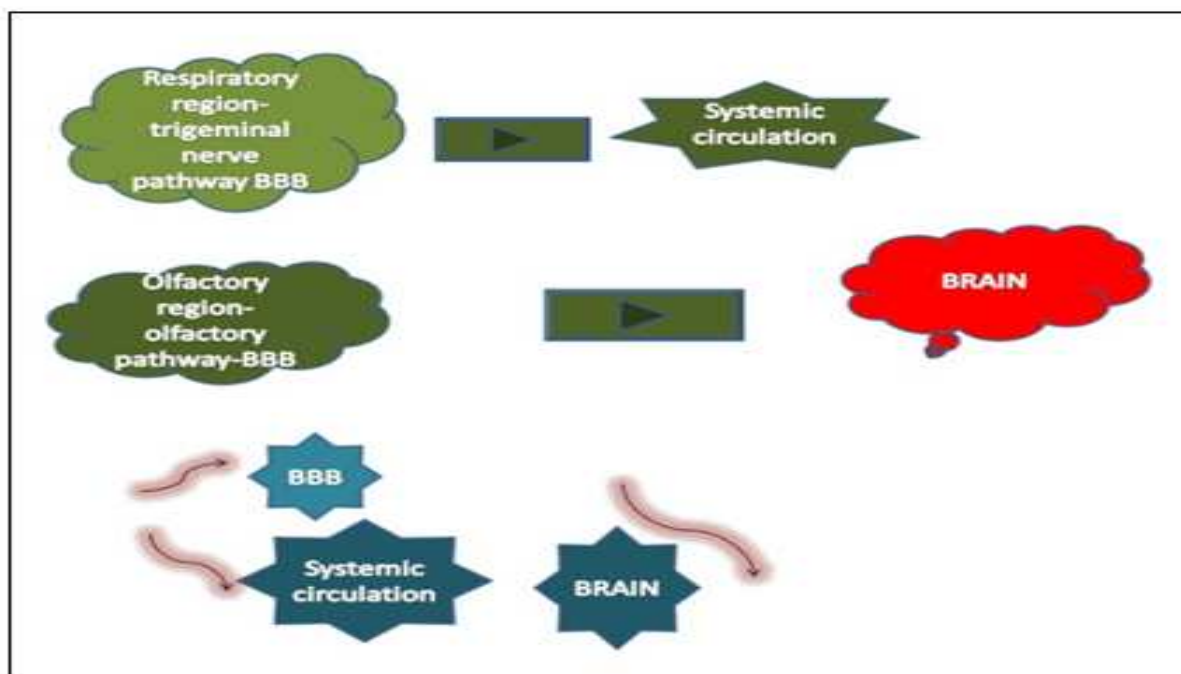 Respiratory
region-
trigeminal
nerve
pathway BBB
Systemic
circulation
Olfactory
region-
olfactory
pathway-BBB
BRAIN
BBB
Systemic
circulation
BRAIN